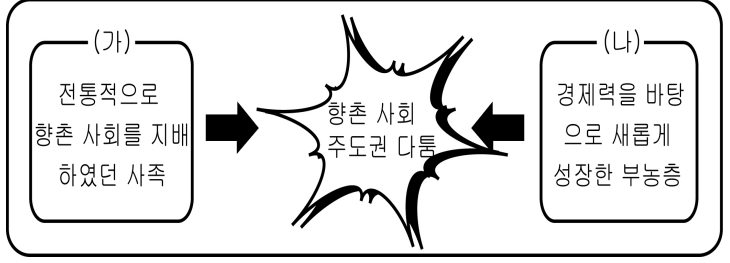 (가)
전통적으로
향촌 사회를 지배
하였던 사족
향촌 사회
주도권 다툼
(나)
경제력을 바탕
으로 새롭게
성장한 부농층